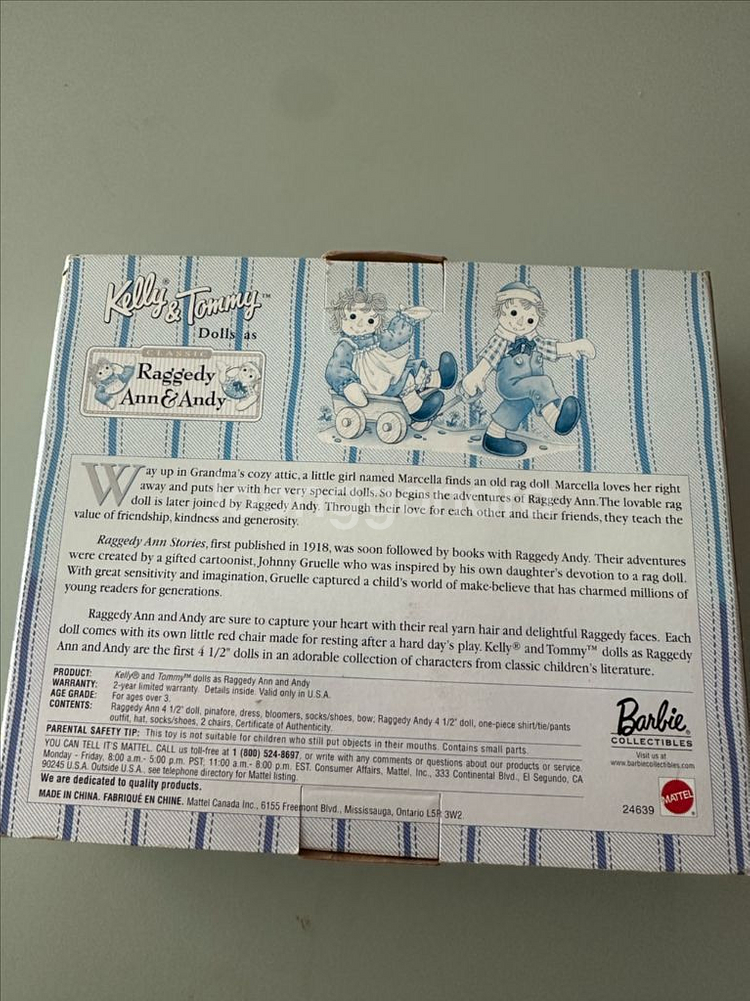 Kelly® & Tommy™
Dolls as
CLASSIC
Raggedy
Ann & Andy
Way up in Grandma's cozy attic, a little girl named Marcella finds an old rag doll. Marcella loves her right
away and puts her with her very special dolls. So begins the adventures of Raggedy Ann. The lovable rag
doll is later joined by Raggedy Andy. Through their love for each other and their friends, they teach the
value of friendship, kindness and generosity.
Raggedy Ann Stories, first published in 1918, was soon followed by books with Raggedy Andy. Their adventures
were created by a gifted cartoonist, Johnny Gruelle who was inspired by his own daughter's devotion to a rag doll.
With great sensitivity and imagination, Gruelle captured a child's world of make-believe that has charmed millions of
young readers for generations.
Raggedy Ann and Andy are sure to capture your heart with their real yarn hair and delightful Raggedy faces. Each
doll comes with its own little red chair made for resting after a hard day's play. Kelly® and Tommy™ dolls as Raggedy
Ann and Andy are the first 4 1/2" dolls in an adorable collection of characters from classic children's literature.
PRODUCT: Kelly® and Tommy™ dolls as Raggedy Ann and Andy
WARRANTY: 2-year limited warranty. Details inside. Valid only in U.S.A.
AGE GRADE: For ages over 3.
CONTENTS: Raggedy Ann 4 1/2" doll, pinafore, dress, bloomers, socks/shoes, bow; Raggedy Andy 4 1/2" doll, one-piece shirt/tie/pants
outfit, hat, socks/shoes, 2 chairs, Certificate of Authenticity.
PARENTAL SAFETY TIP: This toy is not suitable for children who still put objects in their mouths. Contains small parts.
YOU CAN TELL IT'S MATTEL. CALL us toll-free at 1 (800) 524-8697, or write with any comments or questions about our products or service.
Monday - Friday, 8:00 a.m.- 5:00 p.m. PST; 11:00 a.m.- 8:00 p.m. EST. Consumer Affairs, Mattel, Inc., 333 Continental Blvd., El Segundo, CA
90245 U.S.A. Outside U.S.A. see telephone directory for Mattel listing.
We are dedicated to quality products.
MADE IN CHINA. FABRIQUÉ EN CHINE. Mattel Canada Inc., 6155 Freemont Blvd., Mississauga, Ontario L5R 3W2.
Barbie®
COLLECTIBLES
Visit us at
www.barbiecollectibles.com
24639
MATTEL®